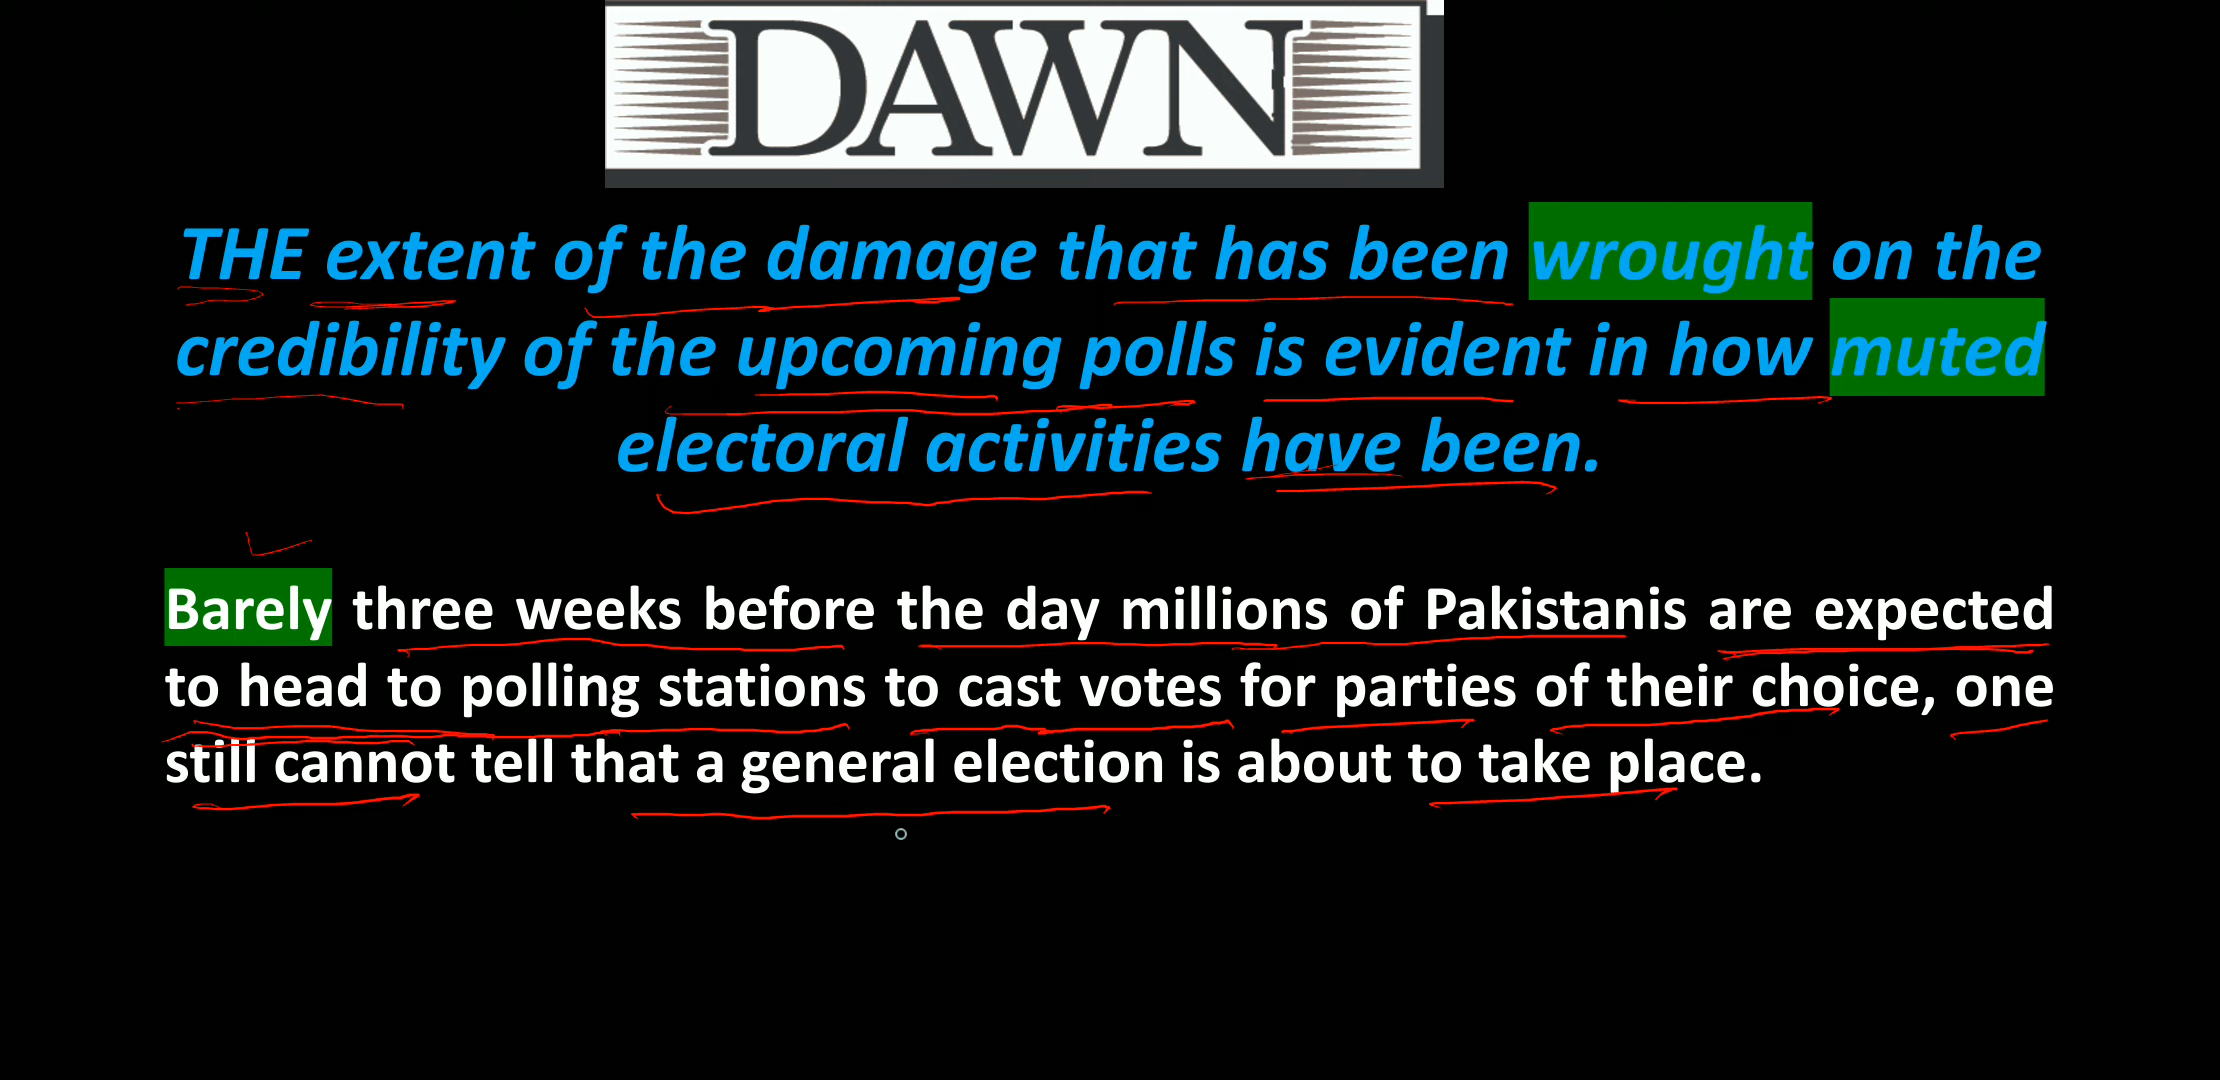 DAWN
THE extent of the damage that has been wrought on the
credibility of the upcoming polls is evident in how muted
electoral activities have been.
Barely three weeks before the day millions of Pakistanis are expected
to head to polling stations to cast votes for parties of their choice, one
still cannot tell that a general election is about to take place.